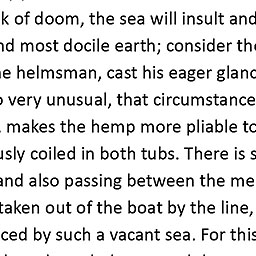 k of doom, the sea will insult and
nd most docile earth; consider the
e helmsman, cast his eager glanc
very unusual, that circumstance
makes the hemp more pliable to
usly coiled in both tubs. There is s
and also passing between the me
taken out of the boat by the line,
ced by such a vacant sea. For this